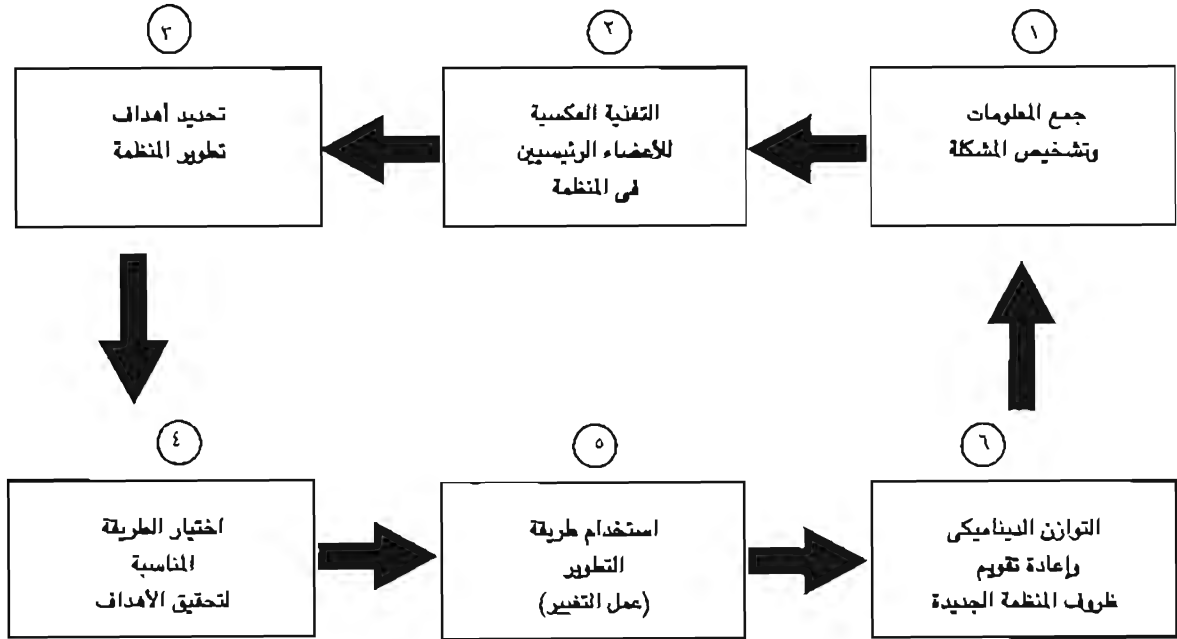 ١
جمع المعلومات
وتشخيص المشكلة
٢
التغذية العكسية
للأعضاء الرئيسيين
فى المنظمة
٣
تحديد أهداف
تطوير المنظمة
٤
اختيار الطريقة
المناسبة
لتحقيق الأهداف
٥
استخدام طريقة
التطوير
(عمل التغيير)
٦
التوازن الديناميكى
وإعادة تقويم
ظروف المنظمة الجديدة